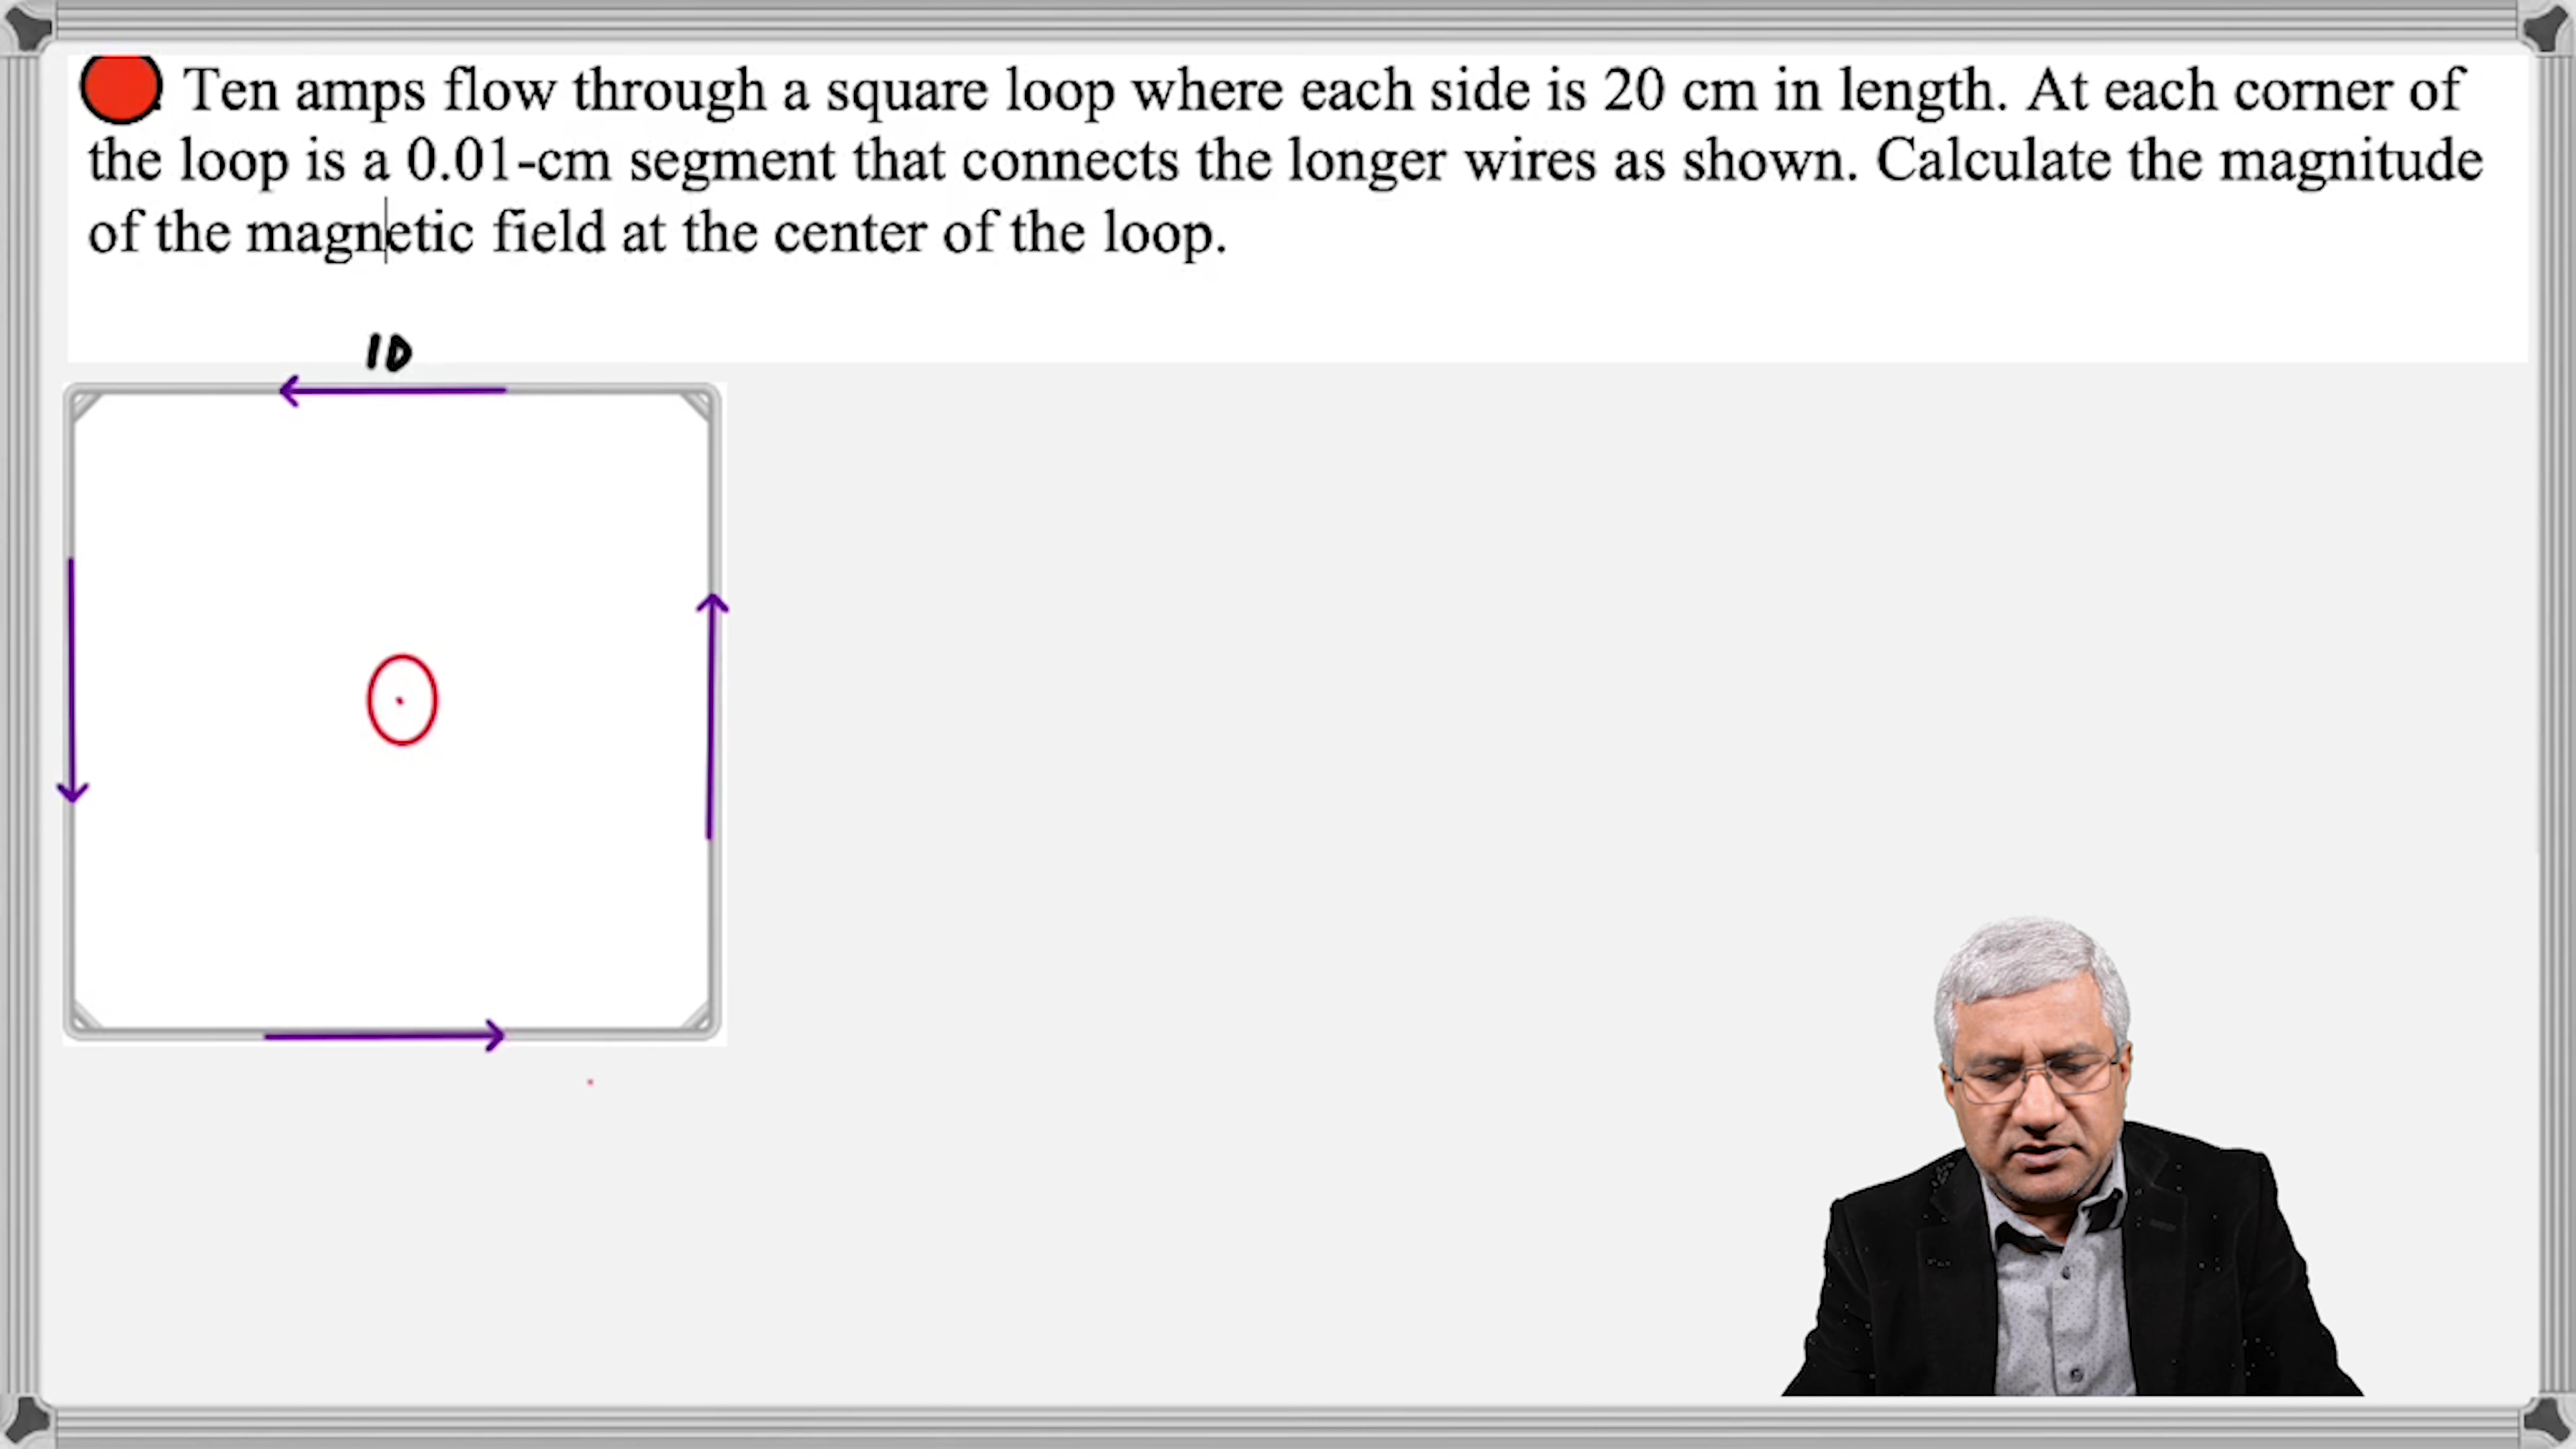 Ten amps flow through a square loop where each side is 20 cm in length. At each corner of
the loop is a 0.01-cm segment that connects the longer wires as shown. Calculate the magnitude
of the magnetic field at the center of the loop.
10